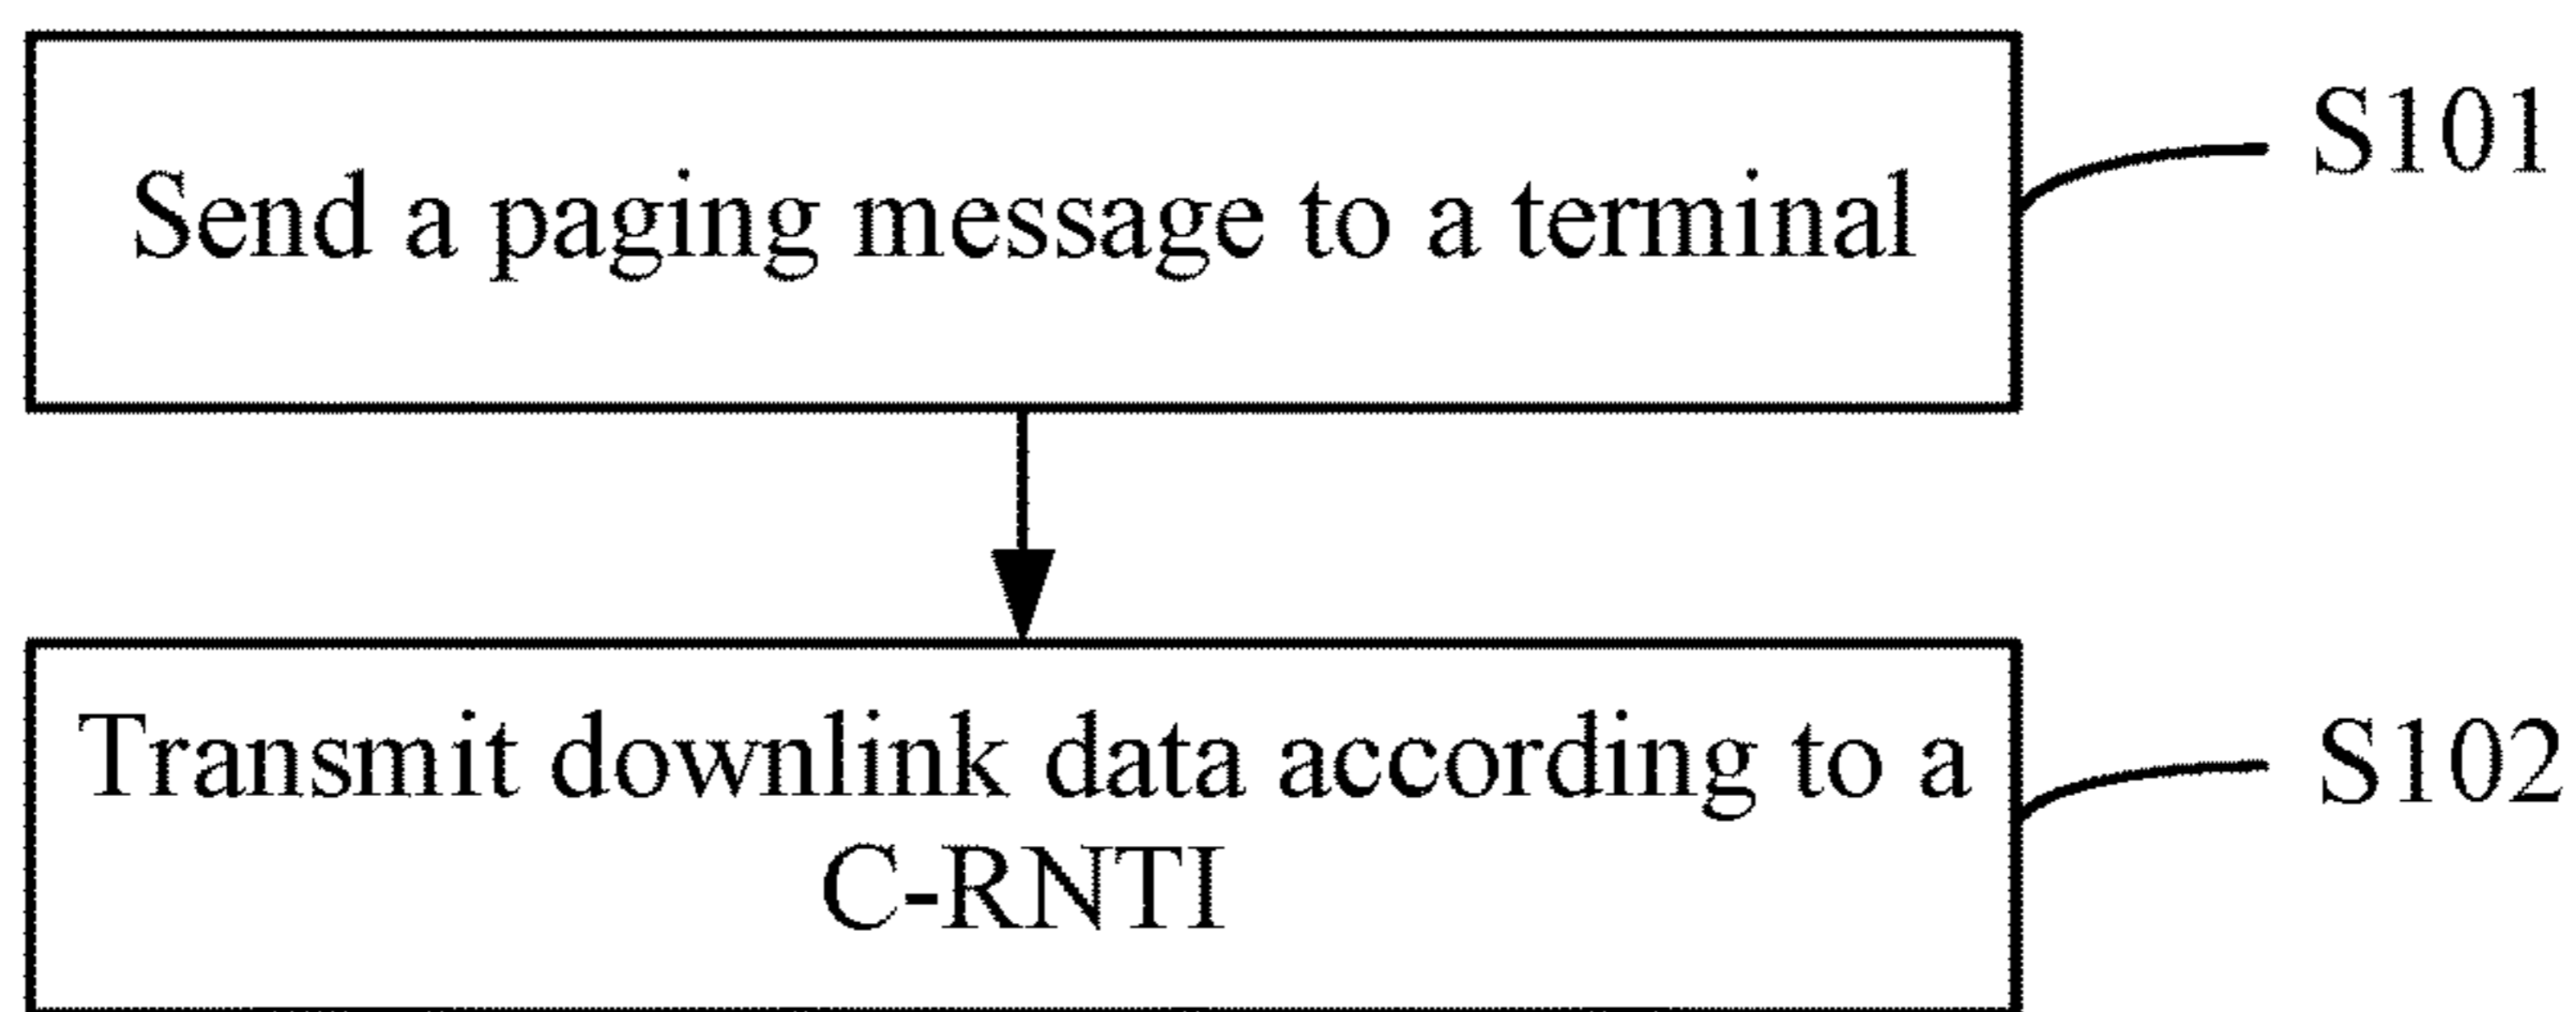 Send a paging message to a terminal
S101
Transmit downlink data according to a
C-RNTI
S102